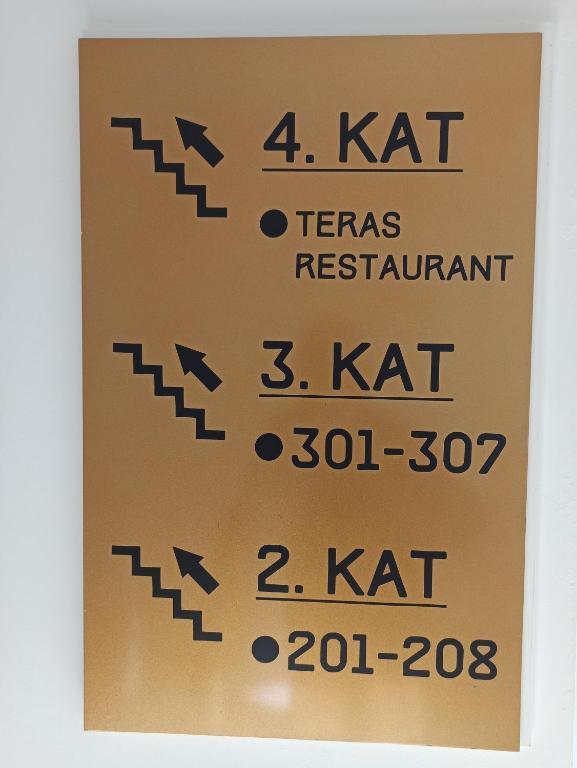 4. KAT
TERAS
RESTAURANT
3. KAT
301-307
2. KAT
201-208